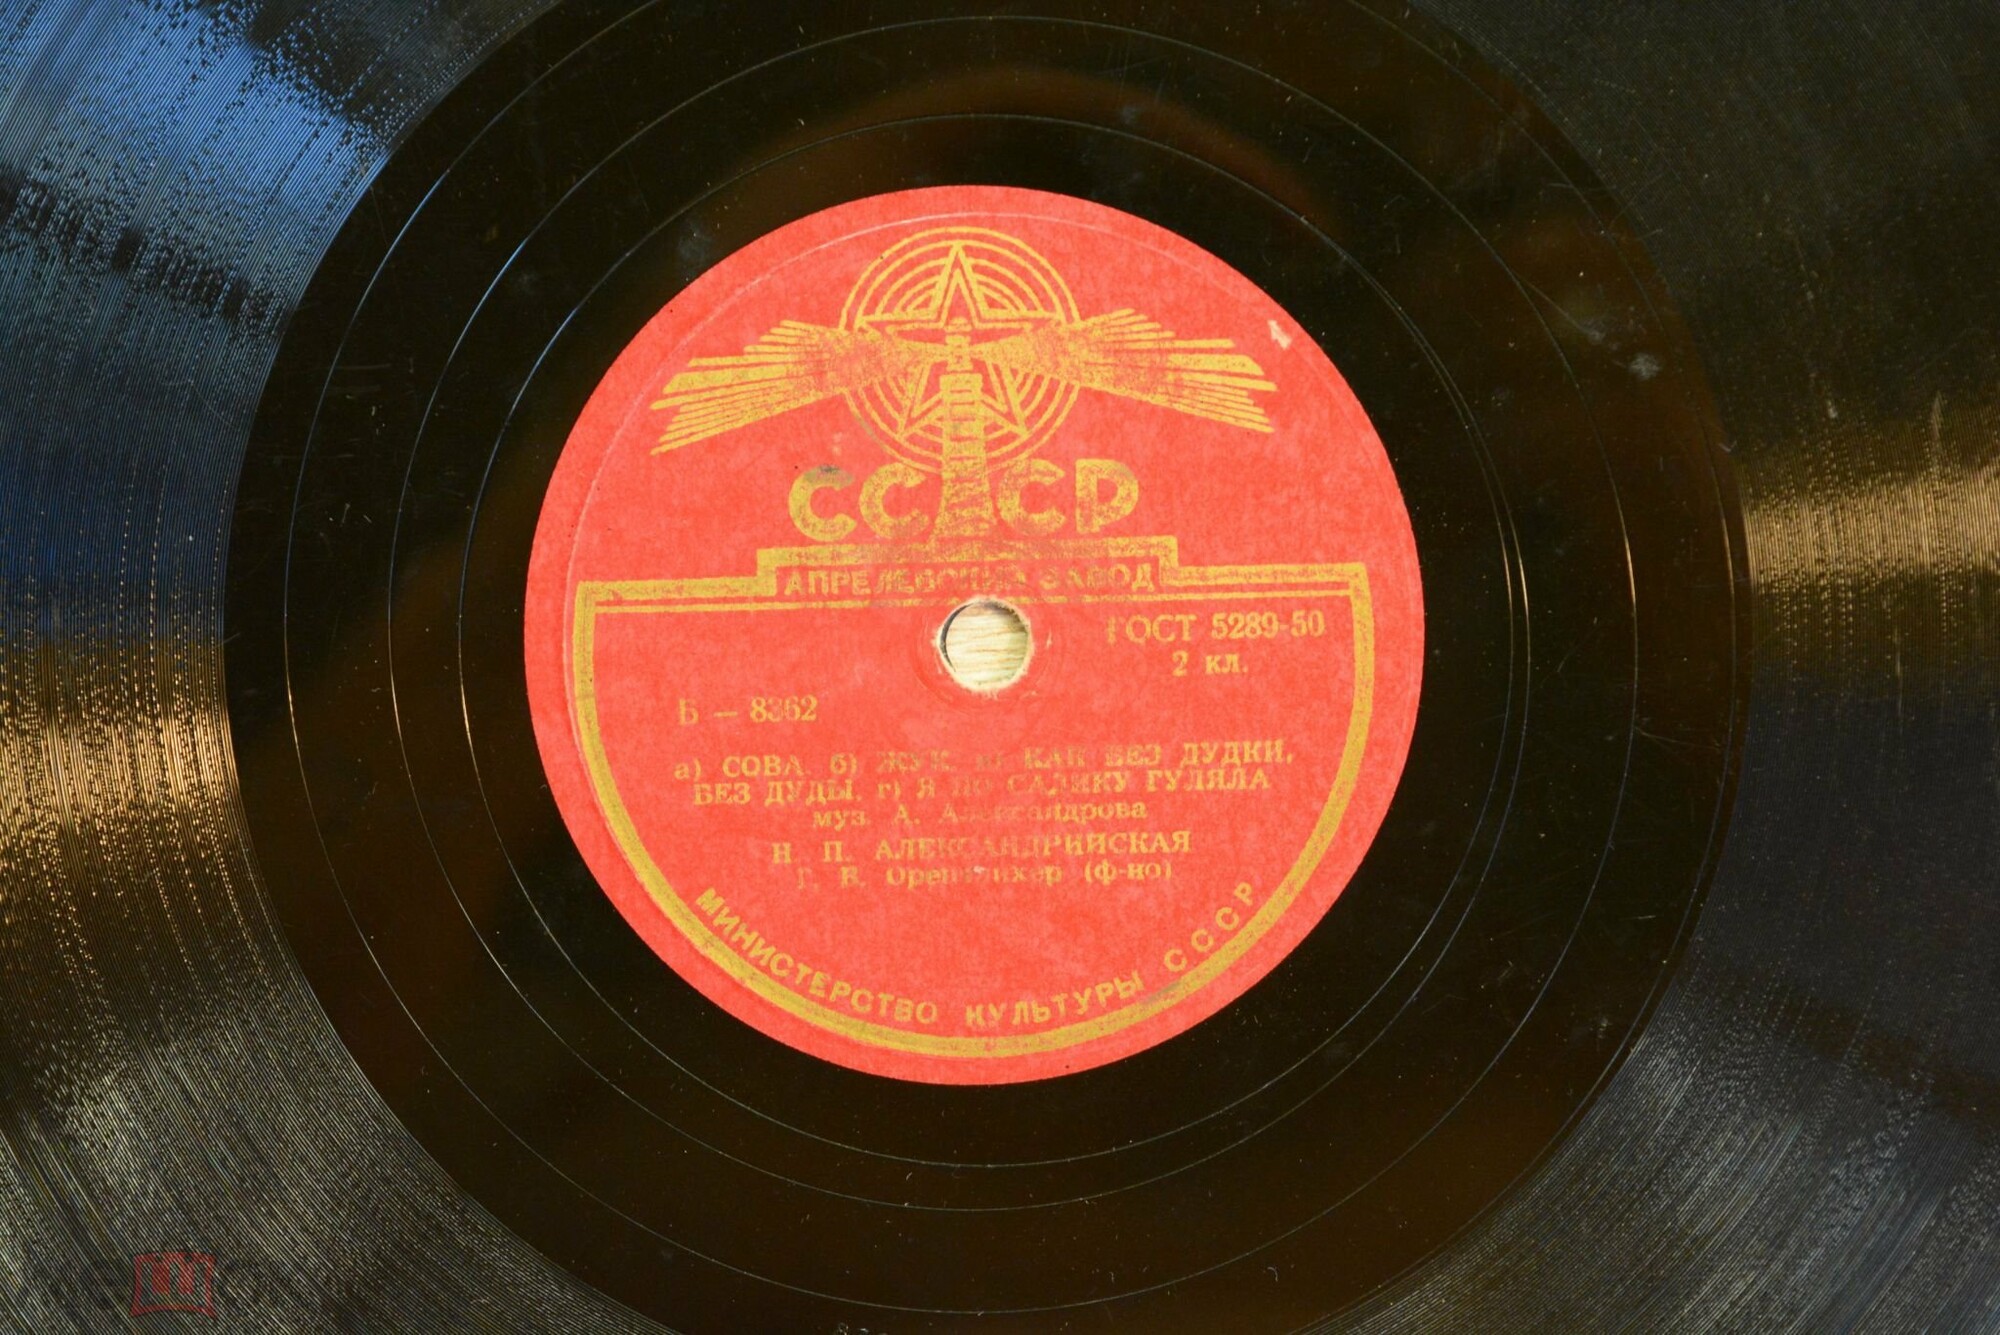 СССР
АПРЕЛЕВСКИЙ ЗАВОД
ГОСТ 5289-50
2 кл.
Б — 8362
а) СОВА. б) ЖУК. в) КАК БЕЗ ДУДКИ,
БЕЗ ДУДЫ. г) Я ПО САДИКУ ГУЛЯЛА
муз. А. Александрова
Н. П. АЛЕКСАНДРИЙСКАЯ
Г. В. (ф-но)
МИНИСТЕРСТВО КУЛЬТУРЫ СССР